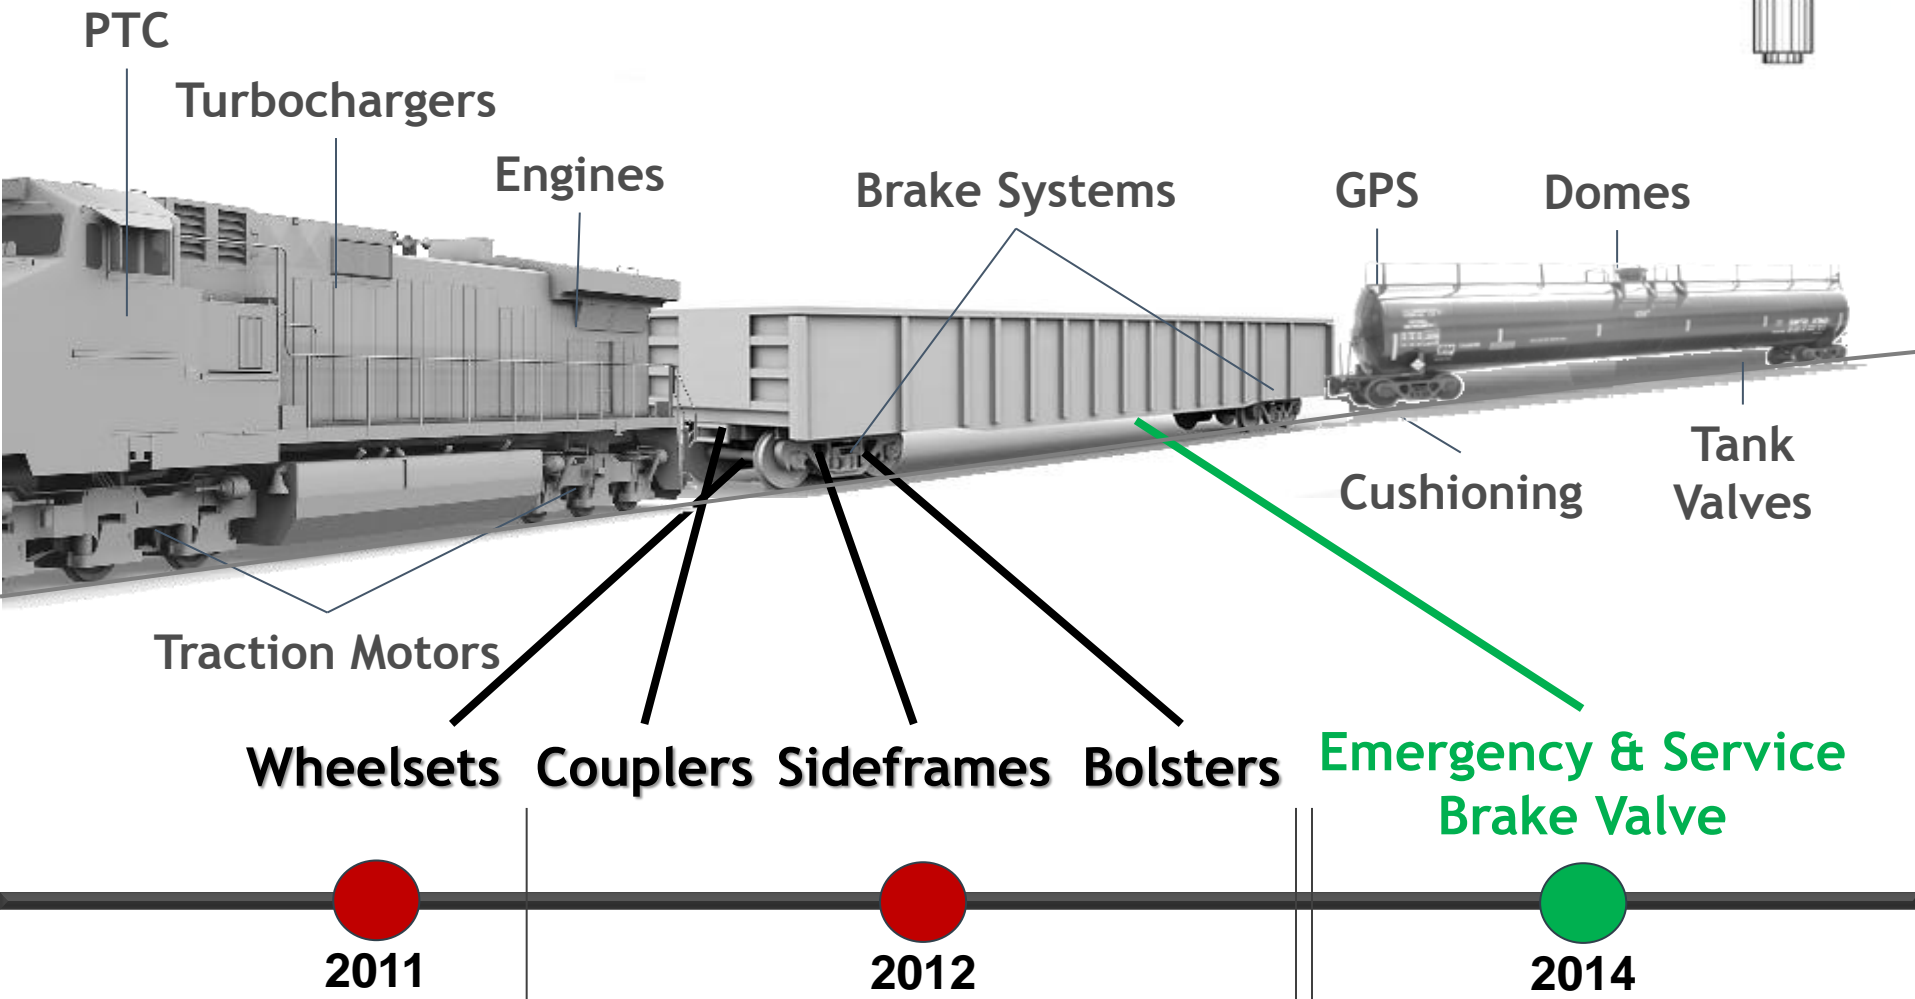 PTC
Turbochargers
Engines
Brake Systems
GPS
Domes
Tank
Valves
Cushioning
Traction Motors
Wheelsets
Couplers
Sideframes
Bolsters
Emergency & Service
Brake Valve
2011
2012
2014